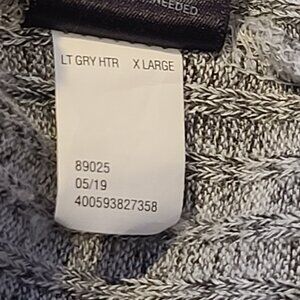 NEEDED
LT GRY HTR X LARGE
89025
05/19
400593827358